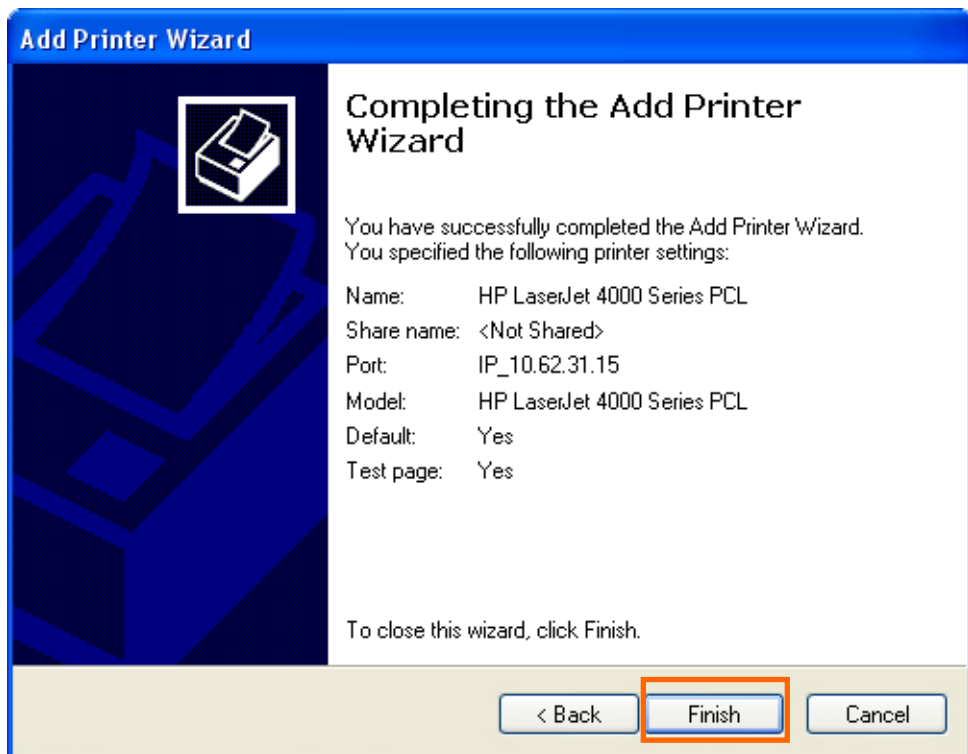 Add Printer Wizard
Completing the Add Printer
Wizard
You have successfully completed the Add Printer Wizard.
You specified the following printer settings:
Name: HP LaserJet 4000 Series PCL
Share name: <Not Shared>
Port: IP_10.62.31.15
Model: HP LaserJet 4000 Series PCL
Default: Yes
Test page: Yes
To close this wizard, click Finish.
< Back Finish Cancel